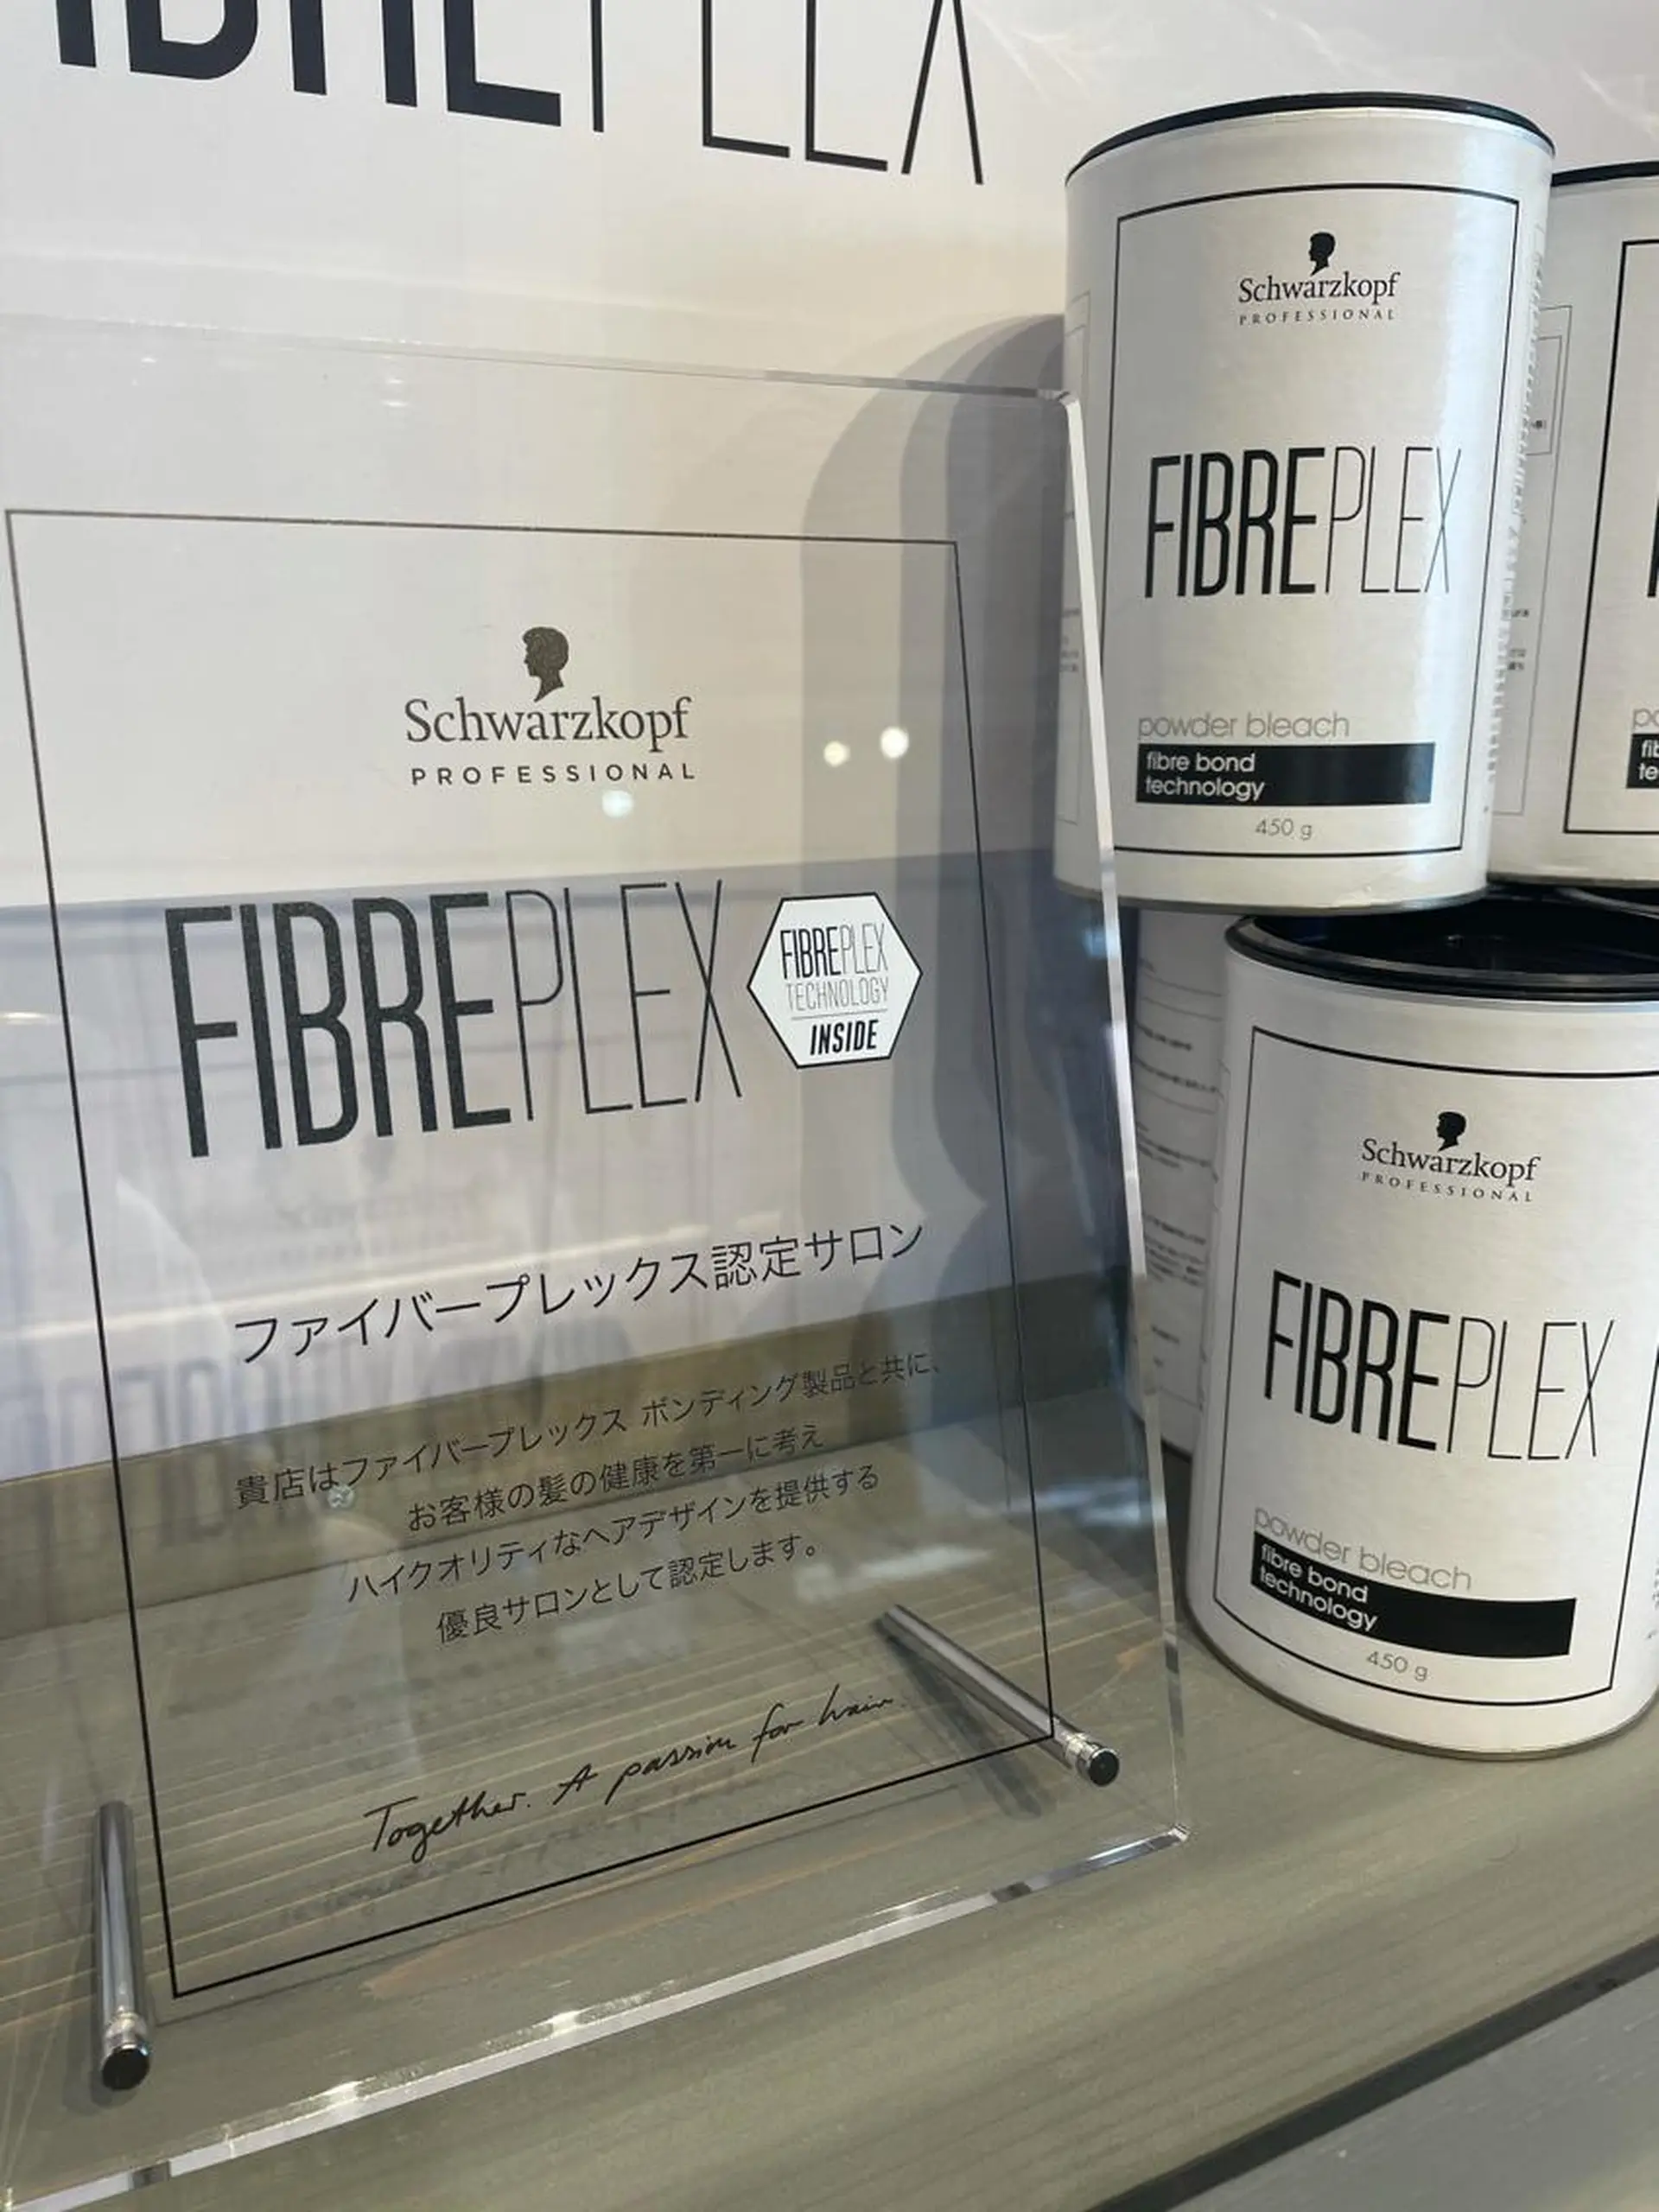 FIBREPLEX
Schwarzkopf
PROFESSIONAL
FIBREPLEX
FIBREPLEX
TECHNOLOGY
INSIDE
ファイバープレックス認定サロン
貴店はファイバープレックス ボンディング製品と共に、
お客様の髪の健康を第一に考え
ハイクオリティなヘアデザインを提供する
優良サロンとして認定します。
Together. A passion for hair.
Schwarzkopf
PROFESSIONAL
FIBREPLEX
powder bleach
fibre bond
technology
450 g
Schwarzkopf
PROFESSIONAL
FIBREPLEX
powder bleach
fibre bond
technology
450 g